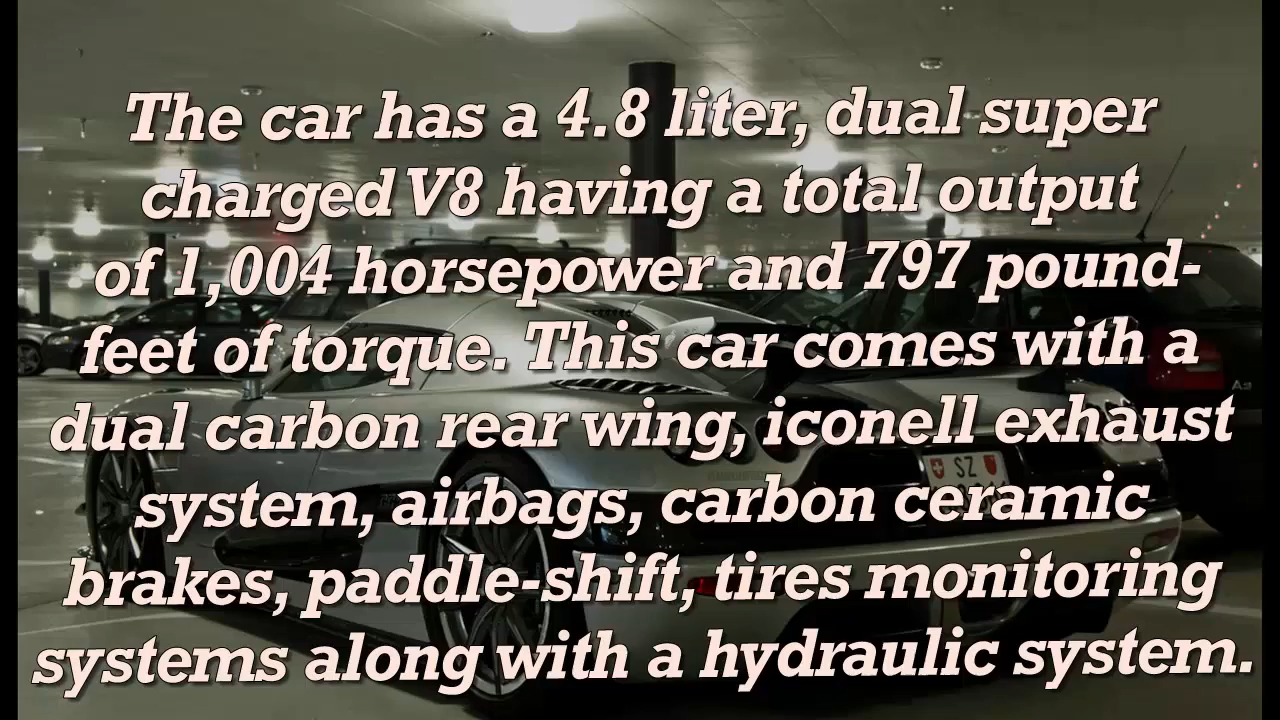 The car has a 4.8 liter, dual super
charged V8 having a total output
of 1,004 horsepower and 797 pound-
feet of torque. This car comes with a
dual carbon rear wing, iconell exhaust
system, airbags, carbon ceramic
brakes, paddle-shift, tires monitoring
systems along with a hydraulic system.
A3
SZ